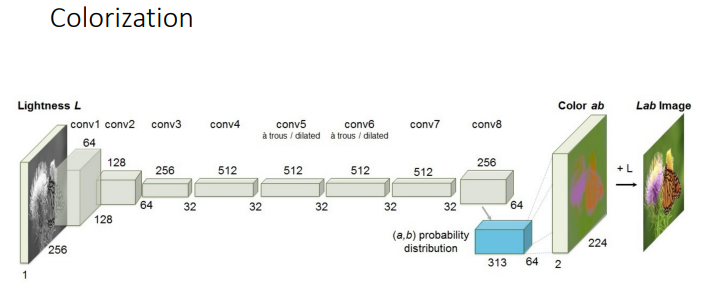 Colorization
Lightness L
Color ab
Lab Image
conv1 conv2 conv3 conv4 conv5 conv6 conv7 conv8
à trous / dilated à trous / dilated
64
128
256
512
512
512
512
256
+ L
128
64
32
32
32
32
32
64
256
1
(a,b) probability
distribution
313
64
2
224